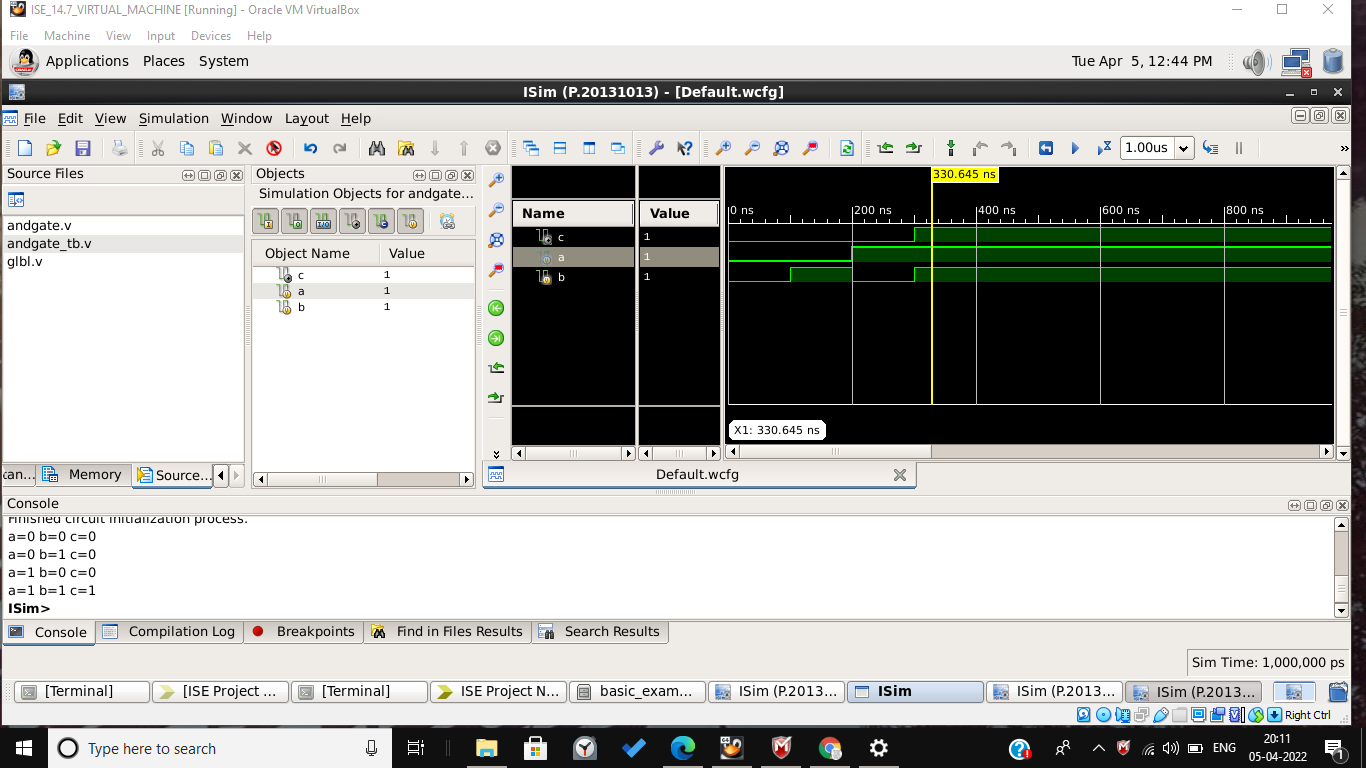 ISE_14.7_VIRTUAL_MACHINE [Running] - Oracle VM VirtualBox
File Machine View Input Devices Help
Applications Places System
Tue Apr 5, 12:44 PM
ISim (P.20131013) - [Default.wcfg]
File Edit View Simulation Window Layout Help
1.00us
»
Source Files
andgate.v
andgate_tb.v
glbl.v
Memory
Source...
Objects
Simulation Objects for andgate...
Object Name Value
c 1
a 1
b 1
Name Value
c 1
a 1
b 1
330.645 ns
0 ns 200 ns 400 ns 600 ns 800 ns
X1: 330.645 ns
Default.wcfg
Console
Finished circuit initialization process.
a=0 b=0 c=0
a=0 b=1 c=0
a=1 b=0 c=0
a=1 b=1 c=1
ISim>
Console Compilation Log Breakpoints Find in Files Results Search Results
Sim Time: 1,000,000 ps
[Terminal] [ISE Project ... [Terminal] ISE Project N... basic_exam... ISim (P.2013... ISim ISim (P.2013... ISim (P.2013...
Right Ctrl
Type here to search
ENG
20:11
05-04-2022
1